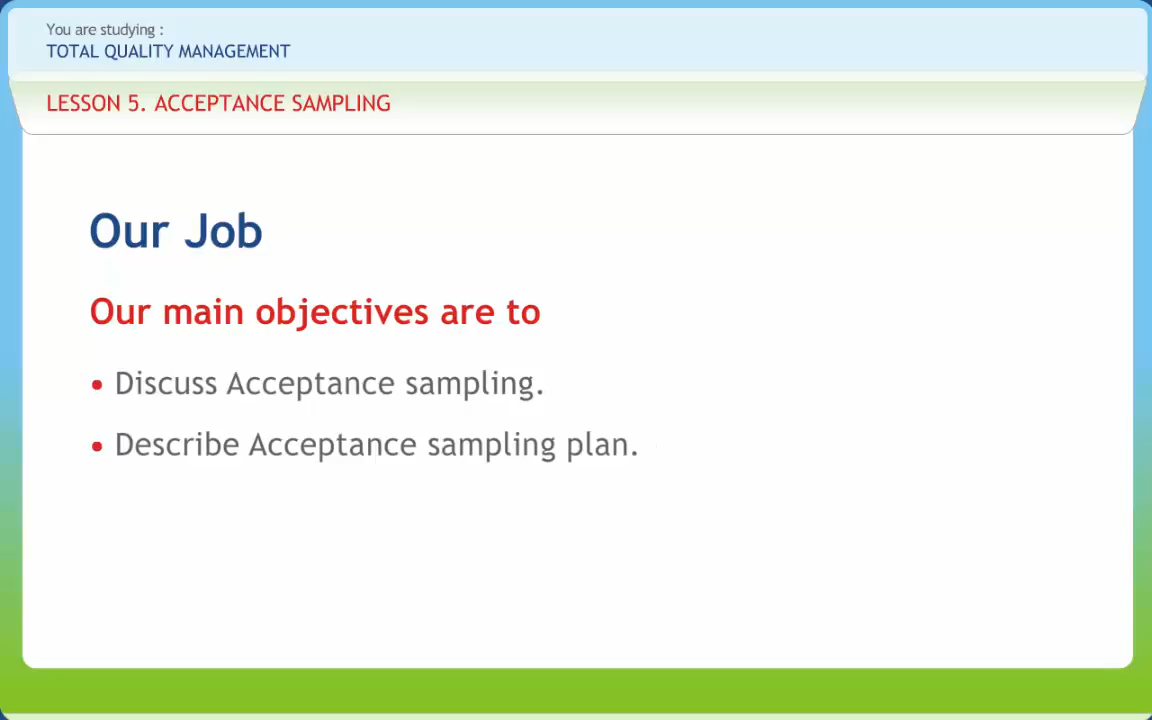 You are studying :
TOTAL QUALITY MANAGEMENT
LESSON 5. ACCEPTANCE SAMPLING
Our Job
Our main objectives are to
• Discuss Acceptance sampling.
• Describe Acceptance sampling plan.